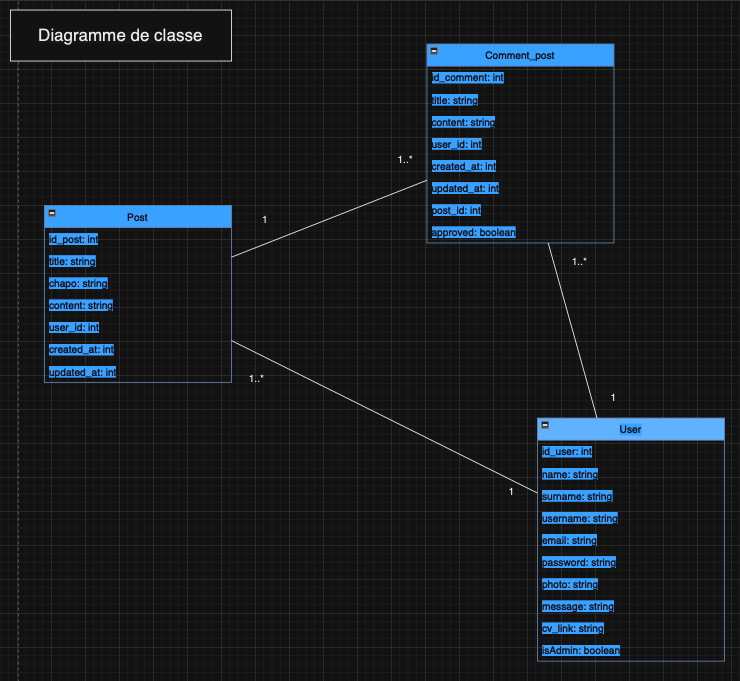 Diagramme de classe
Comment_post
id_comment: int
title: string
content: string
user_id: int
created_at: int
updated_at: int
post_id: int
approved: boolean
1..*
1
Post
id_post: int
title: string
chapo: string
content: string
user_id: int
created_at: int
updated_at: int
1..*
1..*
1
1
User
id_user: int
name: string
surname: string
username: string
email: string
password: string
photo: string
message: string
cv_link: string
isAdmin: boolean